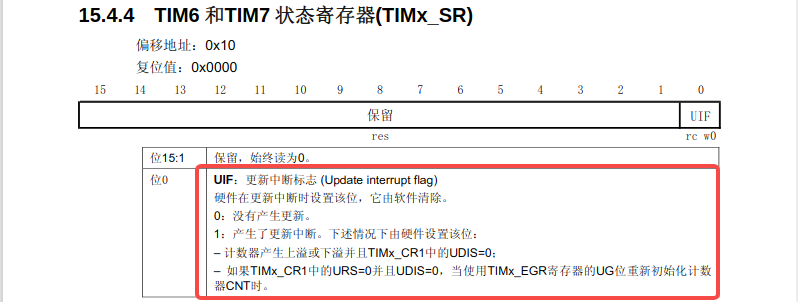 15.4.4 TIM6 和TIM7 状态寄存器(TIMx_SR)
偏移地址：0x10
复位值：0x0000
15 14 13 12 11 10 9 8 7 6 5 4 3 2 1 0
保留 UIF
res rc w0
位15:1 保留，始终读为0。
位0 UIF：更新中断标志 (Update interrupt flag)
硬件在更新中断时设置该位，它由软件清除。
0：没有产生更新。
1：产生了更新中断。下述情况下由硬件设置该位：
– 计数器产生上溢或下溢并且TIMx_CR1中的UDIS=0；
– 如果TIMx_CR1中的URS=0并且UDIS=0，当使用TIMx_EGR寄存器的UG位重新初始化计数
器CNT时。